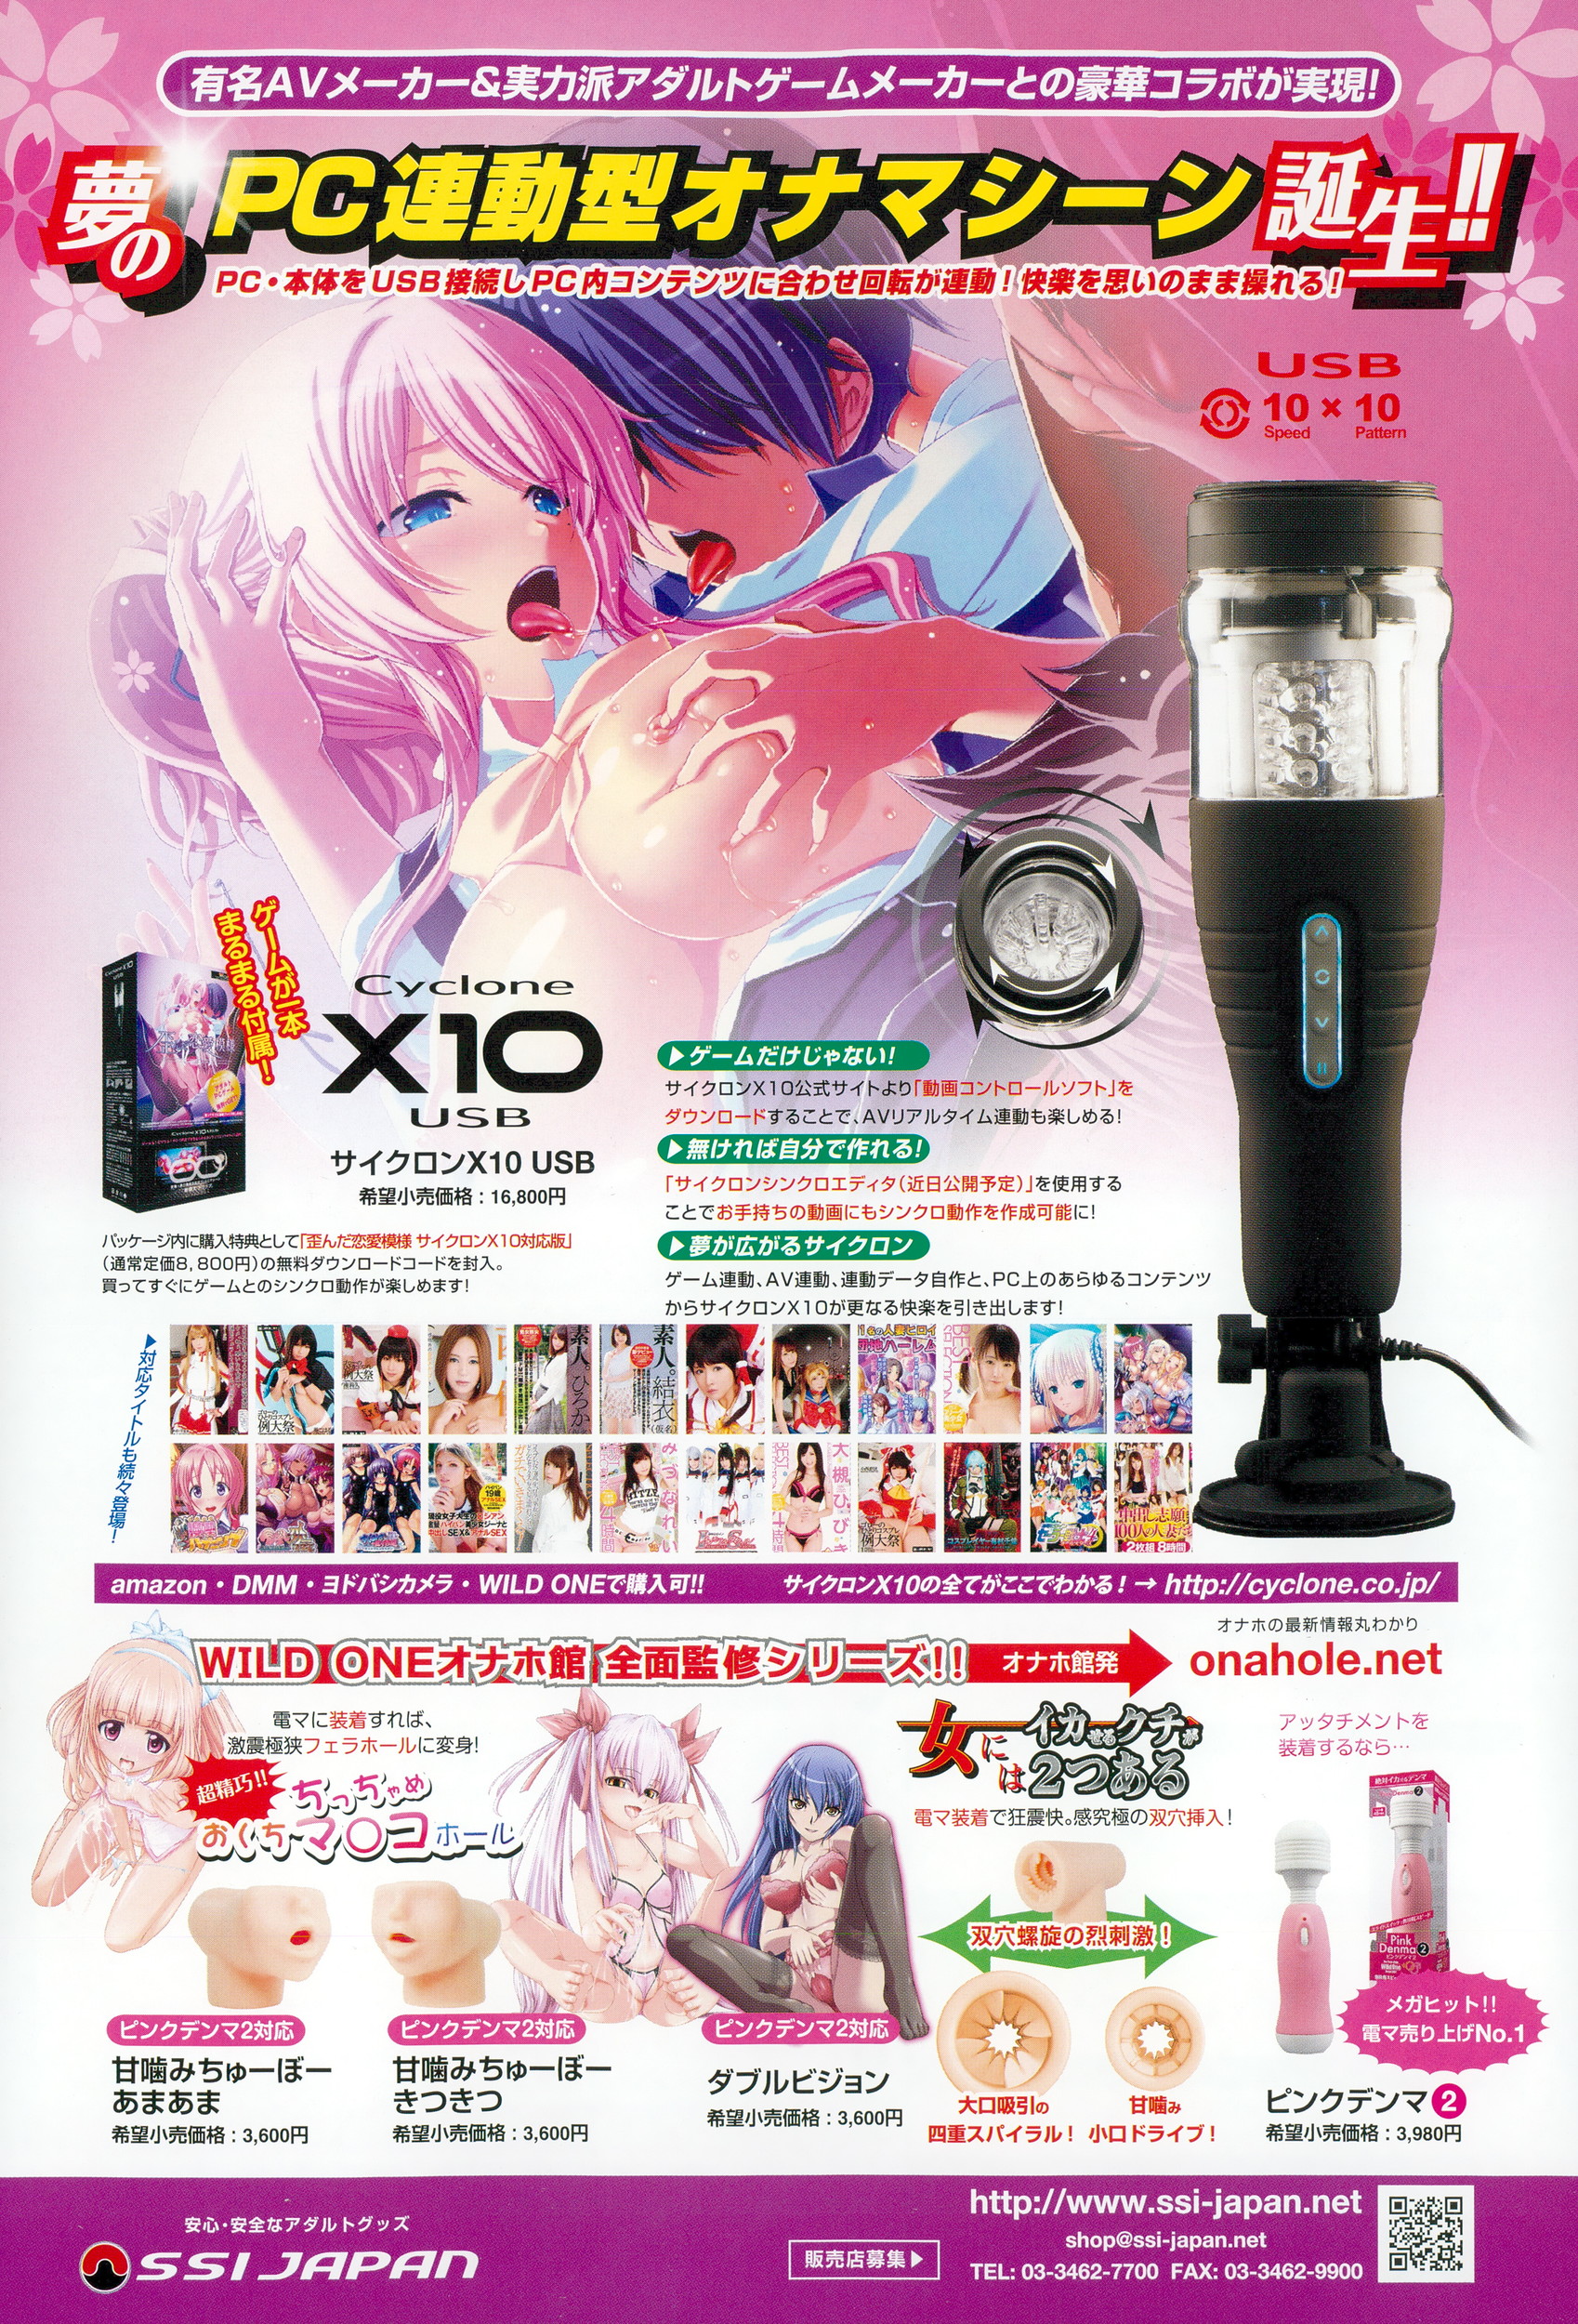 有名AVメーカー&実力派アダルトゲームメーカーとの豪華コラボが実現!
夢のPC連動型オナマシーン誕生!!
PC・本体をUSB接続しPC内コンテンツに合わせ回転が連動!快楽を思いのまま操れる!
USB
10 × 10
Speed Pattern
ゲームが一本
まるまる付属!
Cyclone
X10
USB
サイクロンX10 USB
希望小売価格：16,800円
パッケージ内に購入特典として「歪んだ恋愛模様 サイクロンX10対応版」
（通常定価8,800円）の無料ダウンロードコードを封入。
買ってすぐにゲームとのシンクロ動作が楽しめます!
▶ゲームだけじゃない!
サイクロンX10公式サイトより「動画コントロールソフト」を
ダウンロードすることで、AVリアルタイム連動も楽しめる!
▶無ければ自分で作れる!
「サイクロンシンクロエディタ（近日公開予定）」を使用する
ことでお手持ちの動画にもシンクロ動作を作成可能に!
▶夢が広がるサイクロン
ゲーム連動、AV連動、連動データ自作と、PC上のあらゆるコンテンツ
からサイクロンX10が更なる快楽を引き出します!
▶対応タイトルも続々登場!
amazon・DMM・ヨドバシカメラ・WILD ONEで購入可!!
サイクロンX10の全てがここでわかる!→http://cyclone.co.jp/
WILD ONEオナホ館 全面監修シリーズ!!
オナホ館発
オナホの最新情報丸わかり
onahole.net
電マに装着すれば、
激震極狭フェラホールに変身!
超精巧!!
ちっちゃめ
おくちマ〇コホール
ピンクデンマ2対応
甘噛みちゅーぼー
あまあま
希望小売価格：3,600円
ピンクデンマ2対応
甘噛みちゅーぼー
きつきつ
希望小売価格：3,600円
ピンクデンマ2対応
ダブルビジョン
希望小売価格：3,600円
女にはイカせるクチが
2つある
電マ装着で狂震快。感究極の双穴挿入!
双穴螺旋の烈刺激!
大口吸引の
四重スパイラル!
甘噛み
小口ドライブ!
アッタチメントを
装着するなら…
Pink
Denma2
メガヒット!!
電マ売り上げNo.1
ピンクデンマ2
希望小売価格：3,980円
安心・安全なアダルトグッズ
SSI JAPAN
販売店募集▶
http://www.ssi-japan.net
shop@ssi-japan.net
TEL: 03-3462-7700 FAX: 03-3462-9900